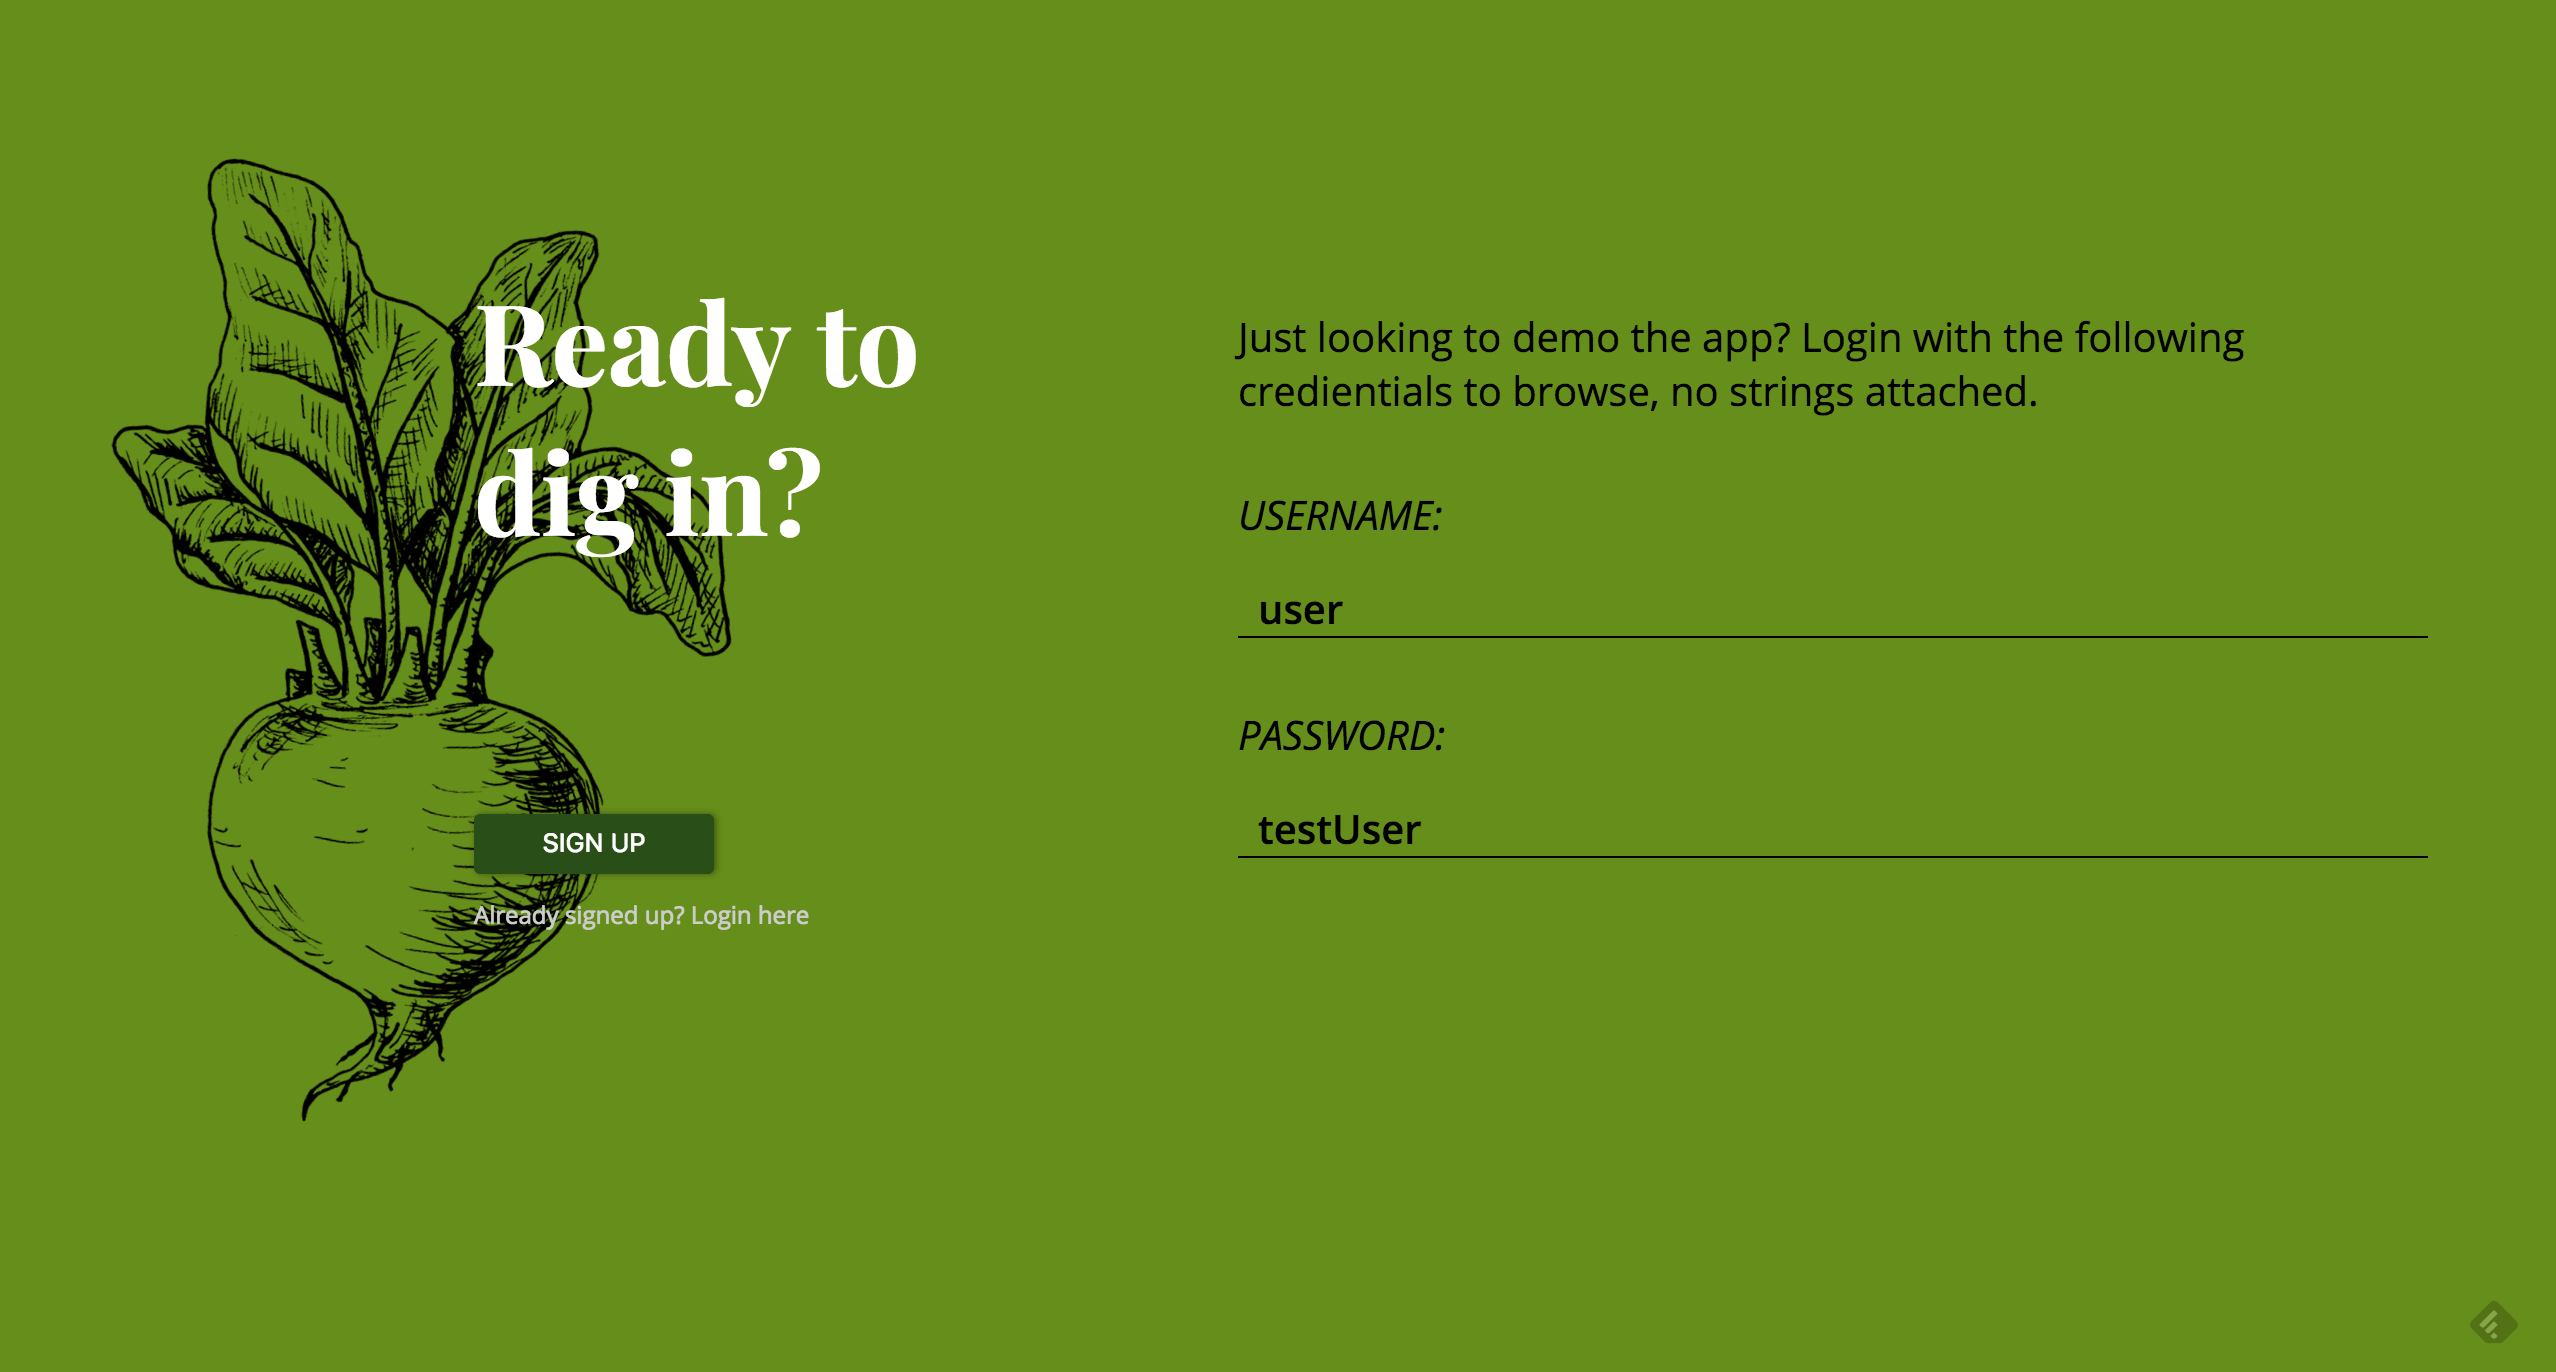 Ready to
dig in?
SIGN UP
Already signed up? Login here
Just looking to demo the app? Login with the following
credientials to browse, no strings attached.
USERNAME:
user
PASSWORD:
testUser